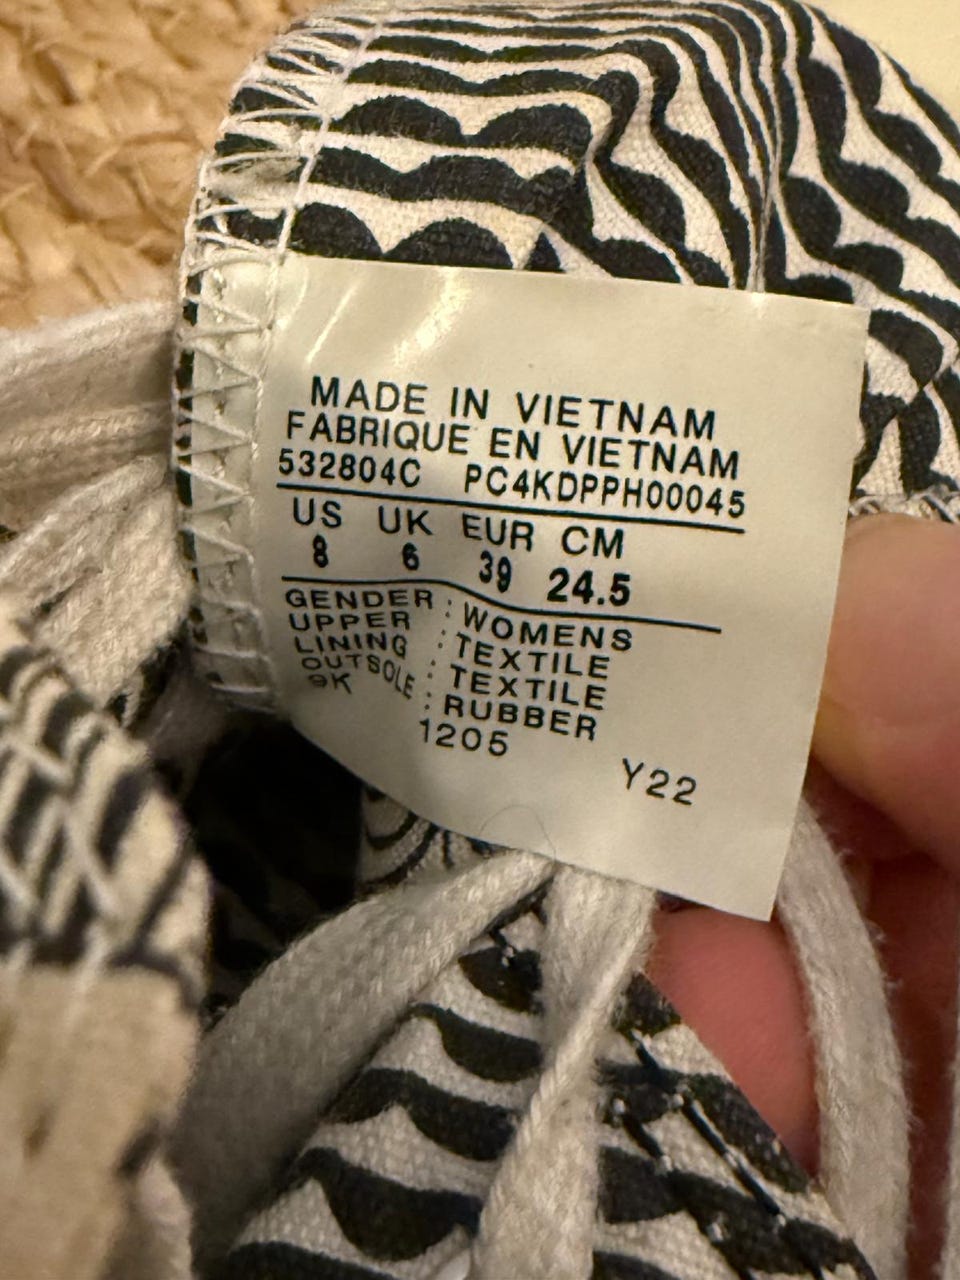 MADE IN VIETNAM
FABRIQUE EN VIETNAM
532804C PC4KDPPH00045
US UK EUR CM
8 6 39 24.5
GENDER : WOMENS
UPPER : TEXTILE
LINING : TEXTILE
OUTSOLE : RUBBER
9K 1205 Y22